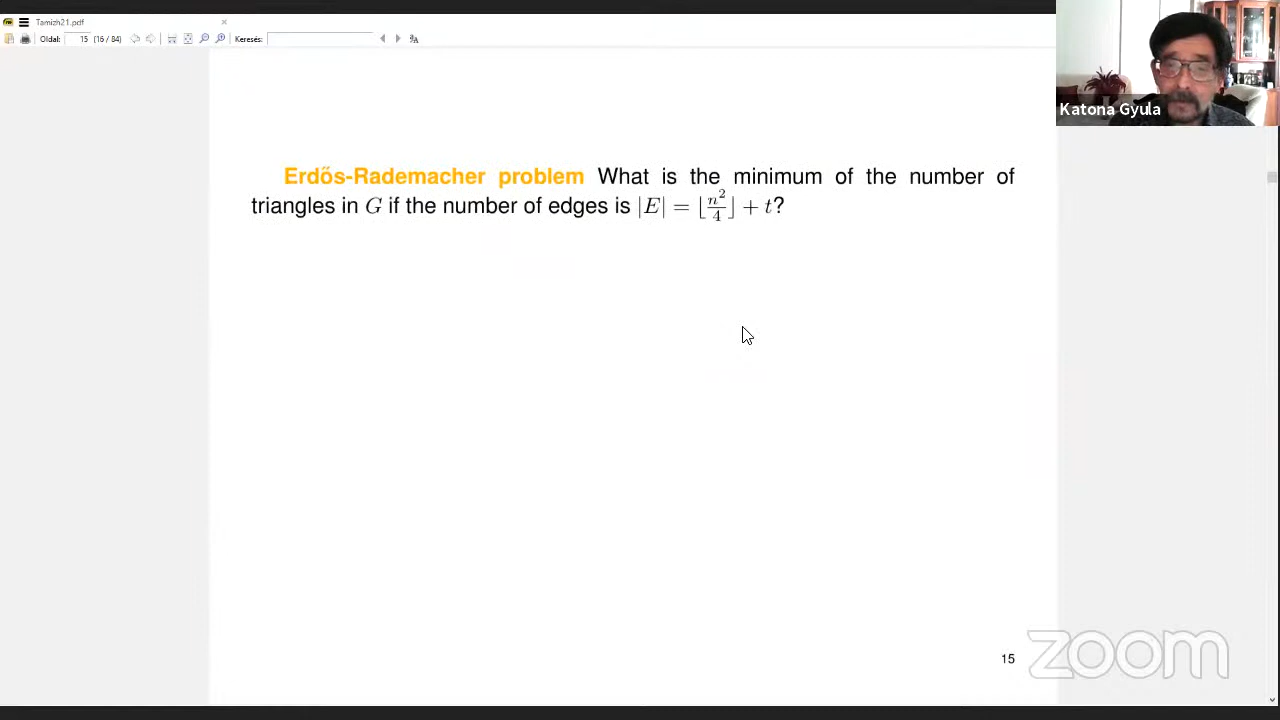 Tamizh21.pdf
Oldal: 15 (16 / 84) Keresés:
Katona Gyula
Erdős-Rademacher problem What is the minimum of the number of
triangles in G if the number of edges is |E| = ⌊n²/4⌋ + t?
15
zoom